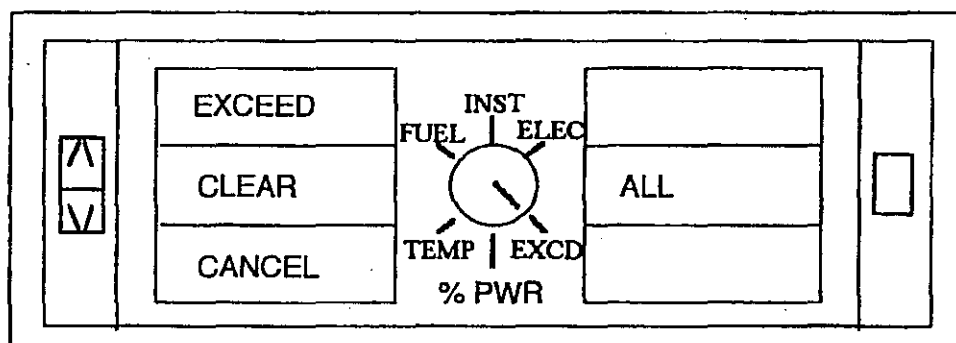 EXCEED
CLEAR
CANCEL
INST
FUEL
ELEC
TEMP
EXCD
% PWR
ALL